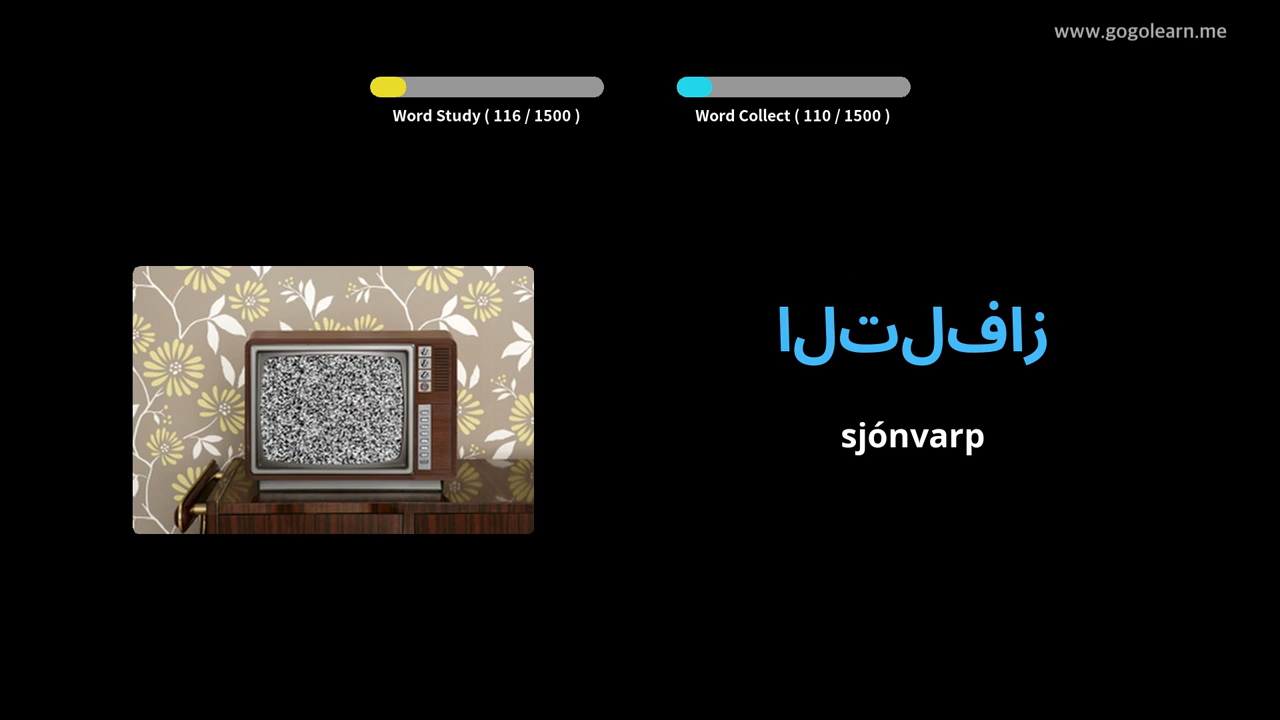 www.gogolearn.me
Word Study ( 116 / 1500 )
Word Collect ( 110 / 1500 )
التلفاز
sjónvarp